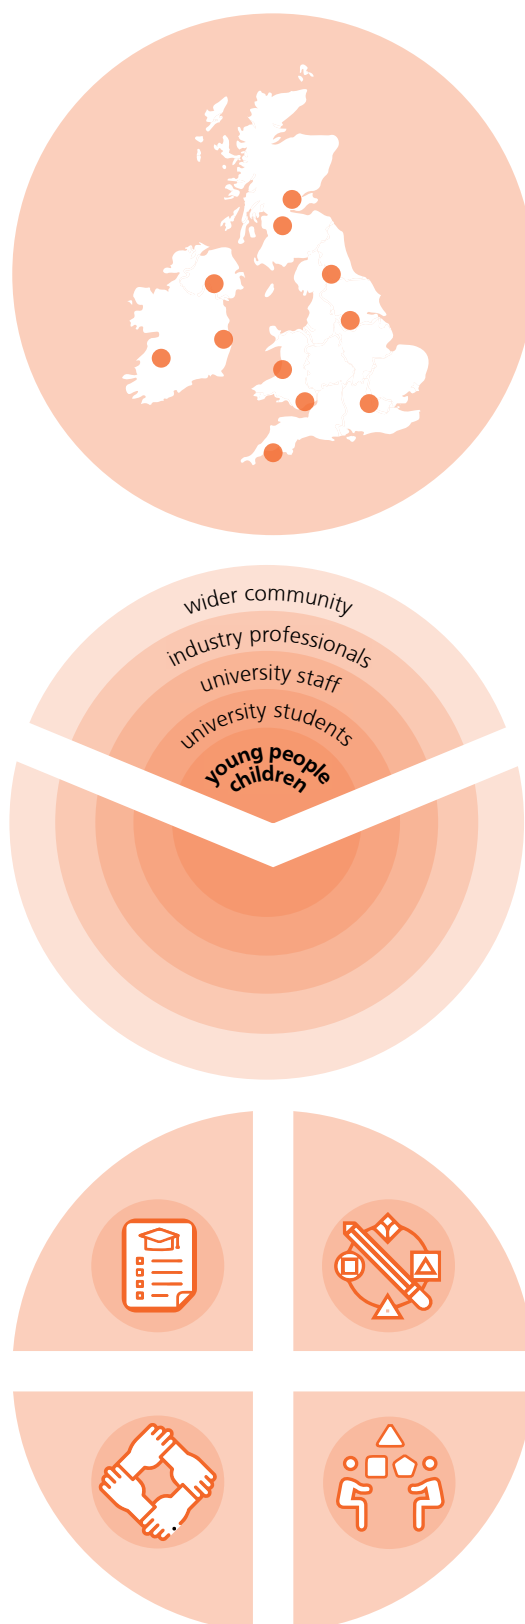 wider community
industry professionals
university staff
university students
young people
children